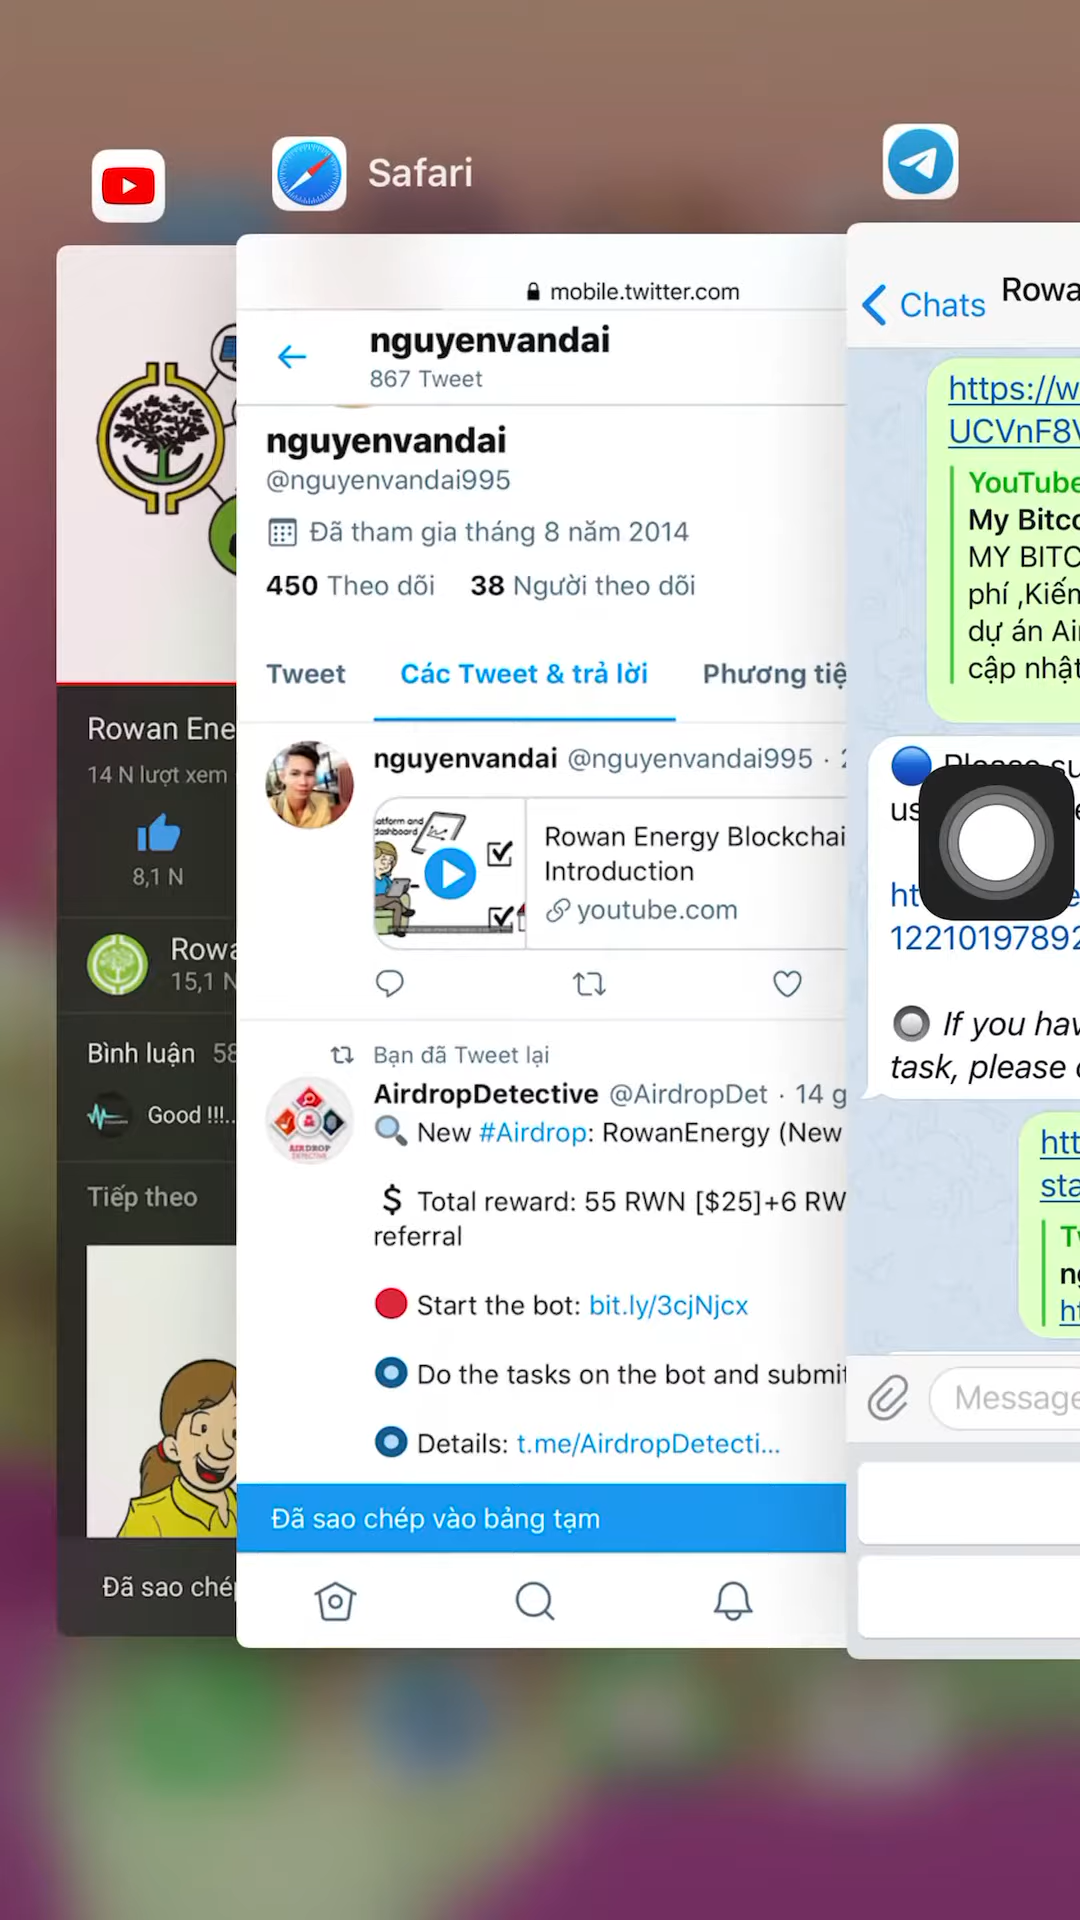 Safari
mobile.twitter.com
nguyenvandai
867 Tweet
nguyenvandai
@nguyenvandai995
Đã tham gia tháng 8 năm 2014
450 Theo dõi 38 Người theo dõi
Tweet Các Tweet & trả lời Phương
nguyenvandai @nguyenvandai995 ·
Rowan Energy Blockchai
Introduction
youtube.com
Bạn đã Tweet lại
AirdropDetective @AirdropDet · 14 g
New #Airdrop: RowanEnergy (New
$ Total reward: 55 RWN [$25]+6 RW
referral
Start the bot: bit.ly/3cjNjcx
Do the tasks on the bot and submit
Details: t.me/AirdropDetecti...
Đã sao chép vào bảng tạm
Rowan Ene
14 N lượt xem
8,1 N
Rowa
15,1 N
Bình luận 58
Good !!!..
Tiếp theo
Đã sao chép
Chats
Rowa
https://w
UCVnF8V
YouTube
My Bitco
MY BITC
phí ,Kiếm
dự án Air
cập nhật
Please su
us
ht
1221019789
If you hav
task, please
htt
sta
Tw
ng
ht
Message